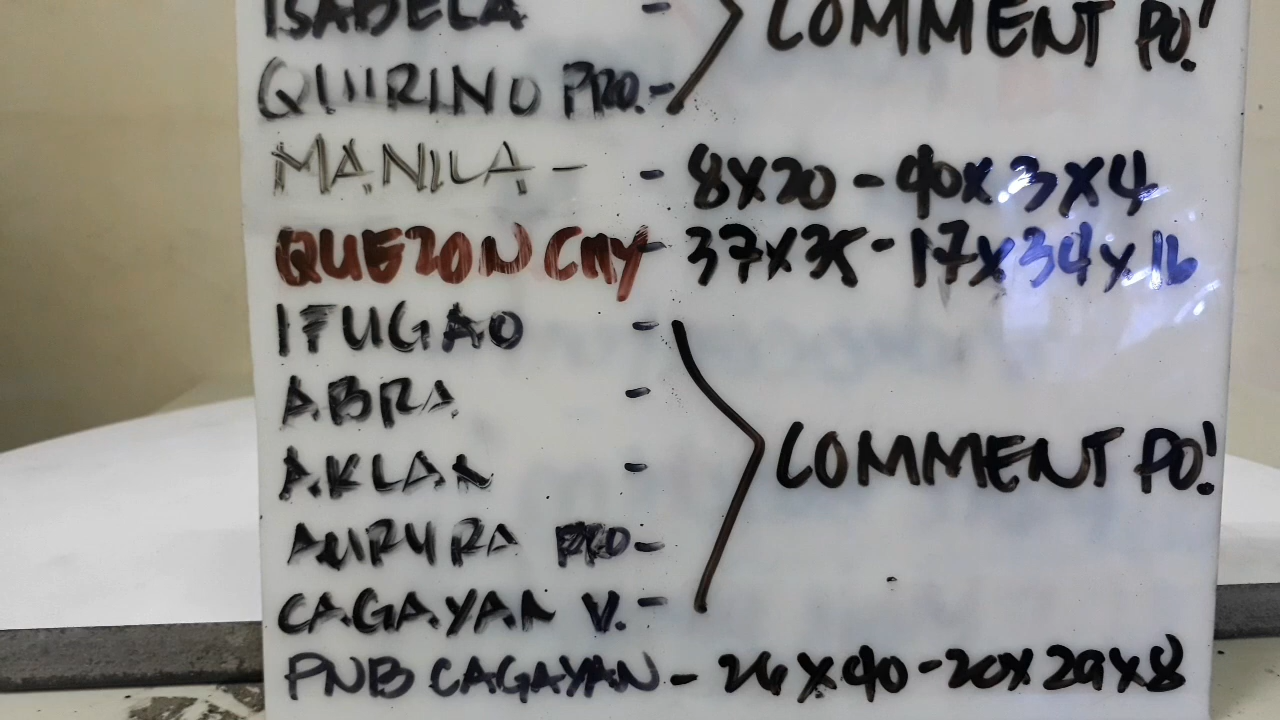 ISABELA - COMMENT PO!
QUIRINO PRO.-
MANILA - - 8X20 - 40X3X4
QUEZON CITY - 37X35 - 17X34X16
IFUGAO -
ABRA -
AKLAN - COMMENT PO!
AURURA PRO -
CAGAYAN V. -
PNB CAGAYAN - 26X40 - 20X29X8